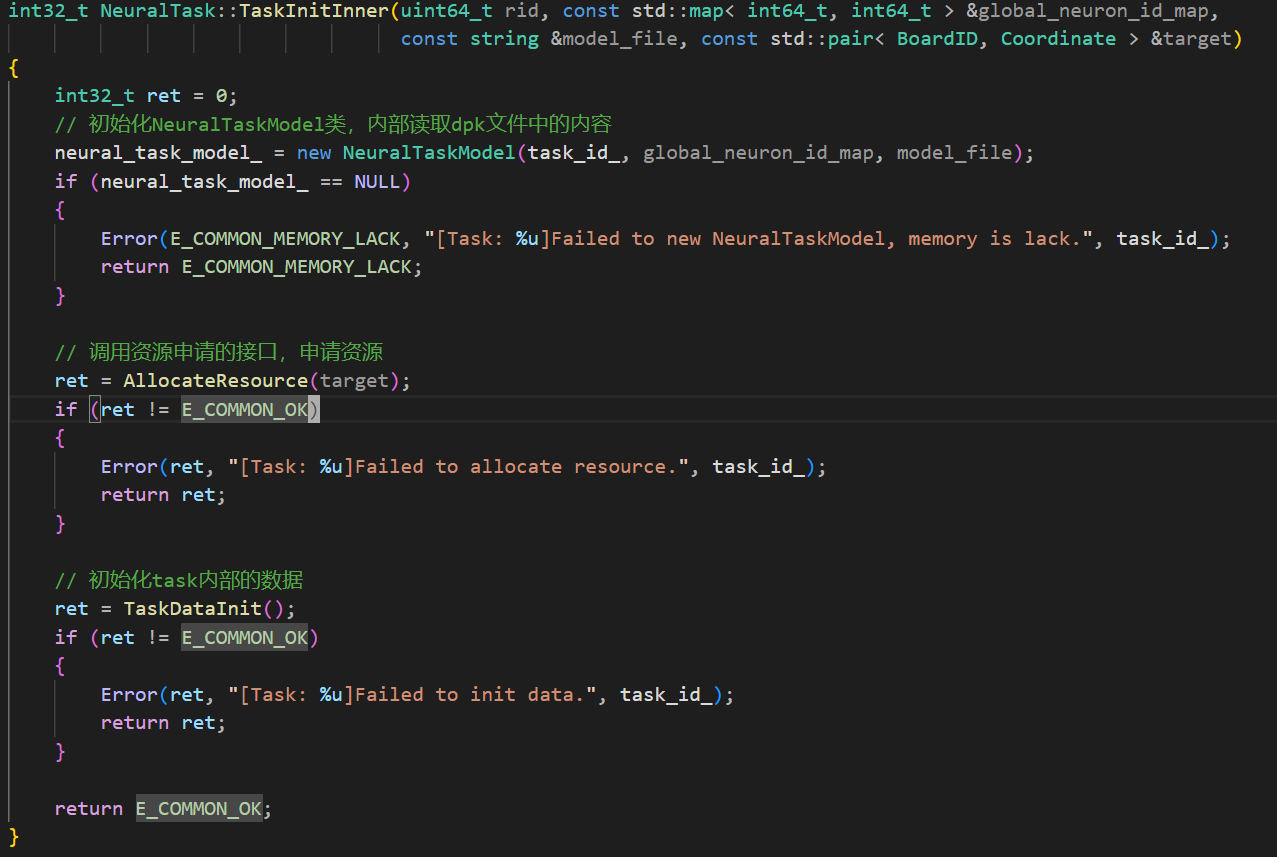 int32_t NeuralTask::TaskInitInner(uint64_t rid, const std::map< int64_t, int64_t > &global_neuron_id_map,
const string &model_file, const std::pair< BoardID, Coordinate > &target)
{
int32_t ret = 0;
// 初始化NeuralTaskModel类，内部读取dpk文件中的内容
neural_task_model_ = new NeuralTaskModel(task_id_, global_neuron_id_map, model_file);
if (neural_task_model_ == NULL)
{
Error(E_COMMON_MEMORY_LACK, "[Task: %u]Failed to new NeuralTaskModel, memory is lack.", task_id_);
return E_COMMON_MEMORY_LACK;
}
// 调用资源申请的接口，申请资源
ret = AllocateResource(target);
if (ret != E_COMMON_OK)
{
Error(ret, "[Task: %u]Failed to allocate resource.", task_id_);
return ret;
}
// 初始化task内部的数据
ret = TaskDataInit();
if (ret != E_COMMON_OK)
{
Error(ret, "[Task: %u]Failed to init data.", task_id_);
return ret;
}
return E_COMMON_OK;
}